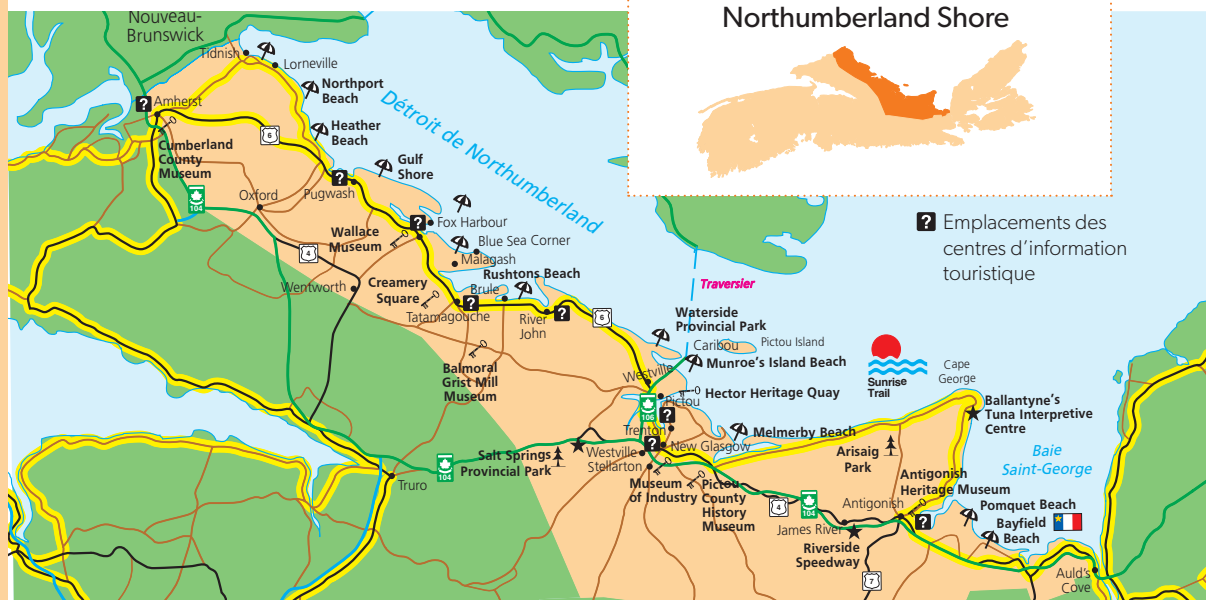 Northumberland Shore
Nouveau-
Brunswick
Tidnish
Lorneville
Northport
Beach
Détroit de Northumberland
? Amherst
6
Heather
Beach
Cumberland
County
Museum
Gulf
Shore
104
Oxford
Pugwash
?
? Fox Harbour
Wallace
Museum
Blue Sea Corner
Malagash
4
Wentworth
Rushtons Beach
Brule
Creamery
Square
?
Tatamagouche
River
John
?
6
Balmoral
Grist Mill
Museum
? Emplacements des
centres d'information
touristique
Traversier
Waterside
Provincial Park
Caribou
Pictou Island
Munroe's Island Beach
Westville
Hector Heritage Quay
Pictou
106
?
Trenton
Melmerby Beach
? New Glasgow
Westville
Stellarton
Salt Springs
Provincial Park
104
Truro
Museum
of Industry
Pictou
County
History
Museum
Sunrise
Trail
Cape
George
Ballantyne's
Tuna Interpretive
Centre
Baie
Saint-George
Arisaig
Park
Antigonish
Heritage Museum
Antigonish
?
Pomquet Beach
Bayfield
Beach
4
104
James River
Riverside
Speedway
7
Auld's
Cove